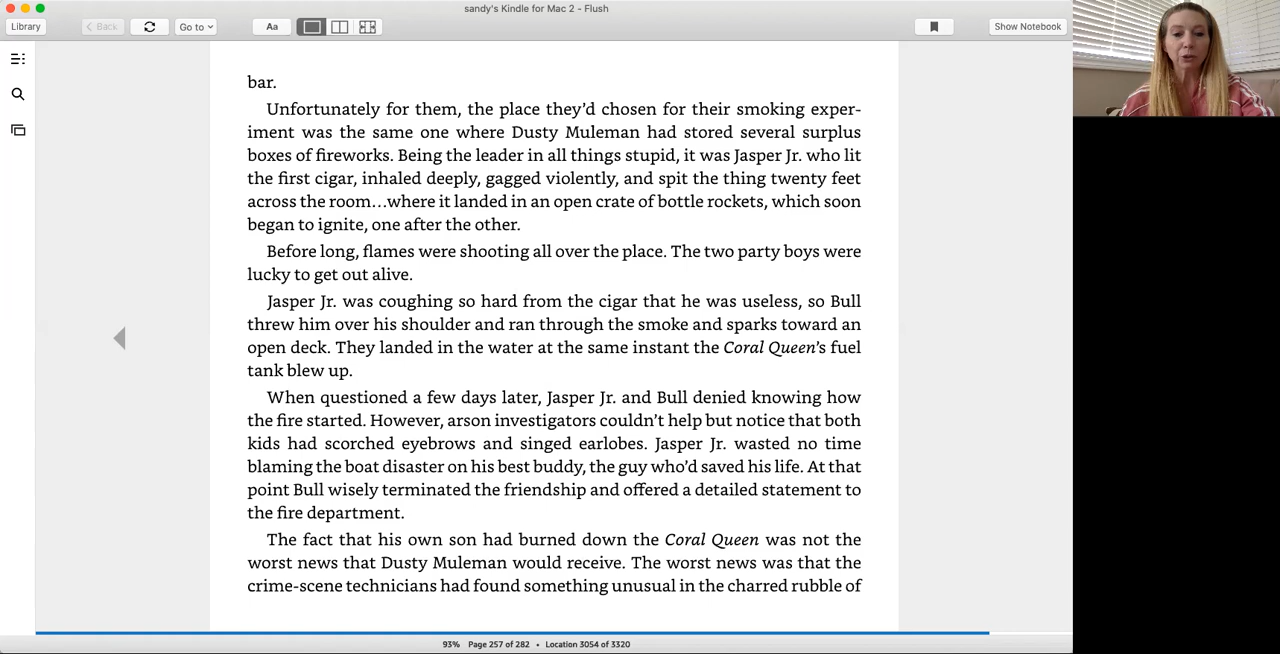 sandy's Kindle for Mac 2 - Flush
Library
Back
Go to
Aa
Show Notebook
bar.
Unfortunately for them, the place they’d chosen for their smoking exper-
iment was the same one where Dusty Muleman had stored several surplus
boxes of fireworks. Being the leader in all things stupid, it was Jasper Jr. who lit
the first cigar, inhaled deeply, gagged violently, and spit the thing twenty feet
across the room…where it landed in an open crate of bottle rockets, which soon
began to ignite, one after the other.
Before long, flames were shooting all over the place. The two party boys were
lucky to get out alive.
Jasper Jr. was coughing so hard from the cigar that he was useless, so Bull
threw him over his shoulder and ran through the smoke and sparks toward an
open deck. They landed in the water at the same instant the Coral Queen’s fuel
tank blew up.
When questioned a few days later, Jasper Jr. and Bull denied knowing how
the fire started. However, arson investigators couldn’t help but notice that both
kids had scorched eyebrows and singed earlobes. Jasper Jr. wasted no time
blaming the boat disaster on his best buddy, the guy who’d saved his life. At that
point Bull wisely terminated the friendship and offered a detailed statement to
the fire department.
The fact that his own son had burned down the Coral Queen was not the
worst news that Dusty Muleman would receive. The worst news was that the
crime-scene technicians had found something unusual in the charred rubble of
93% Page 257 of 282 • Location 3054 of 3320